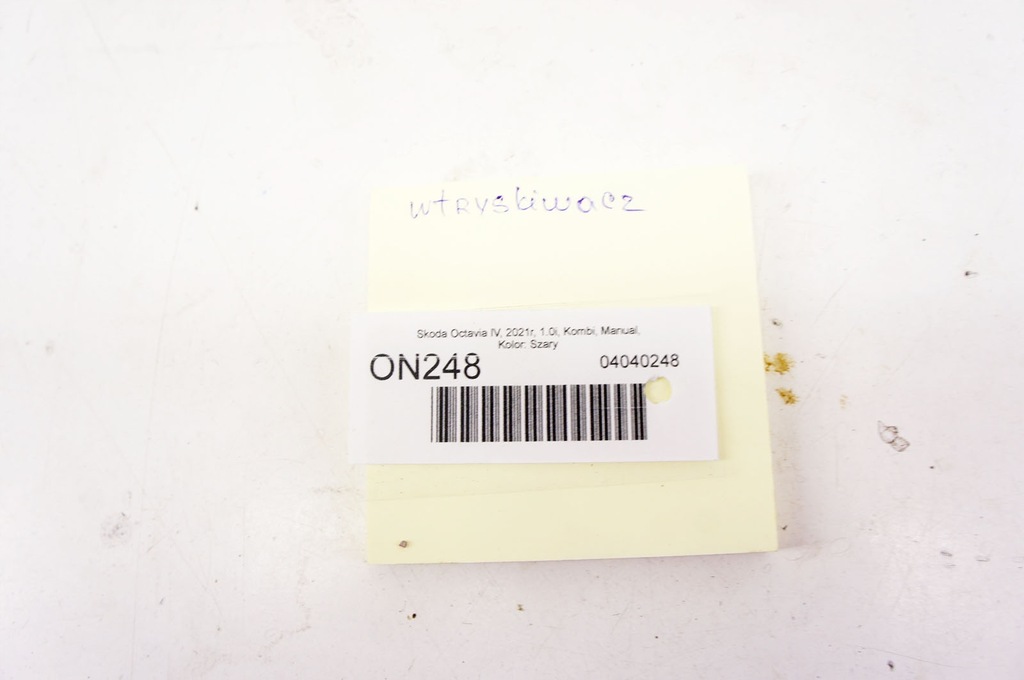 wtryskiwacz
Skoda Octavia IV, 2021r, 1.0i, Kombi, Manual,
Kolor: Szary
ON248 04040248